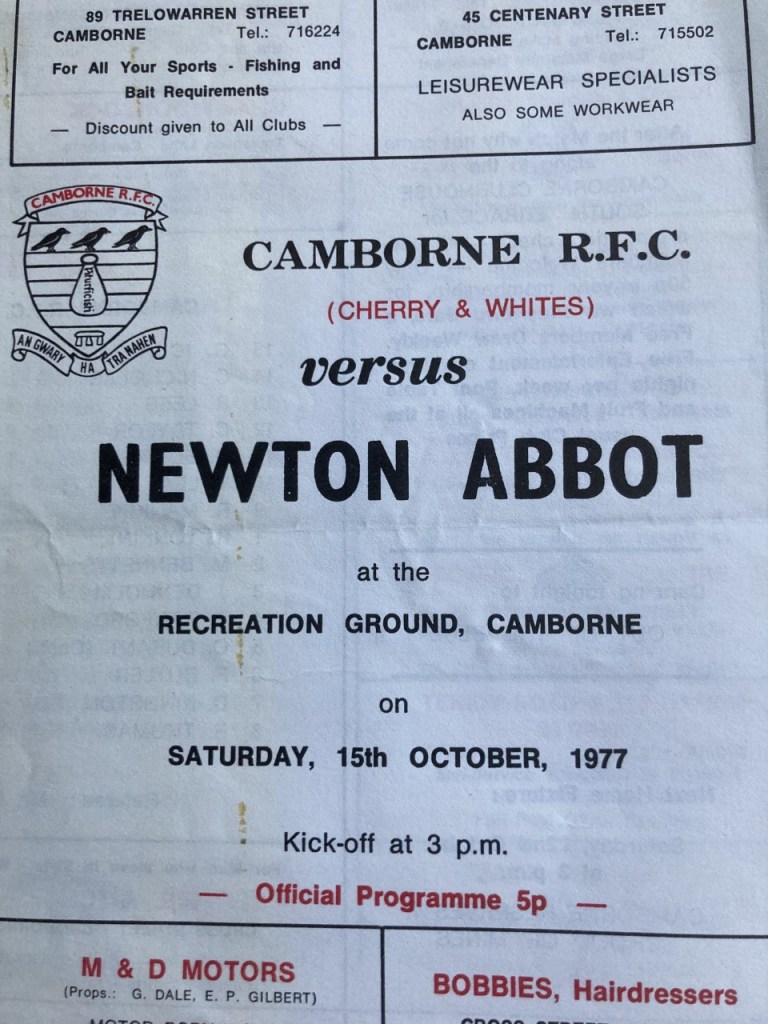 89 TRELOWARREN STREET
CAMBORNE Tel.: 716224
For All Your Sports - Fishing and
Bait Requirements
— Discount given to All Clubs —
45 CENTENARY STREET
CAMBORNE Tel.: 715502
LEISUREWEAR SPECIALISTS
ALSO SOME WORKWEAR
CAMBORNE R.F.C.
AN GWARY
HA
TRA NAHEN
CAMBORNE R.F.C.
(CHERRY & WHITES)
versus
NEWTON ABBOT
at the
RECREATION GROUND, CAMBORNE
on
SATURDAY, 15th OCTOBER, 1977
Kick-off at 3 p.m.
— Official Programme 5p —
M & D MOTORS
(Props.: G. DALE, E. P. GILBERT)
BOBBIES, Hairdressers